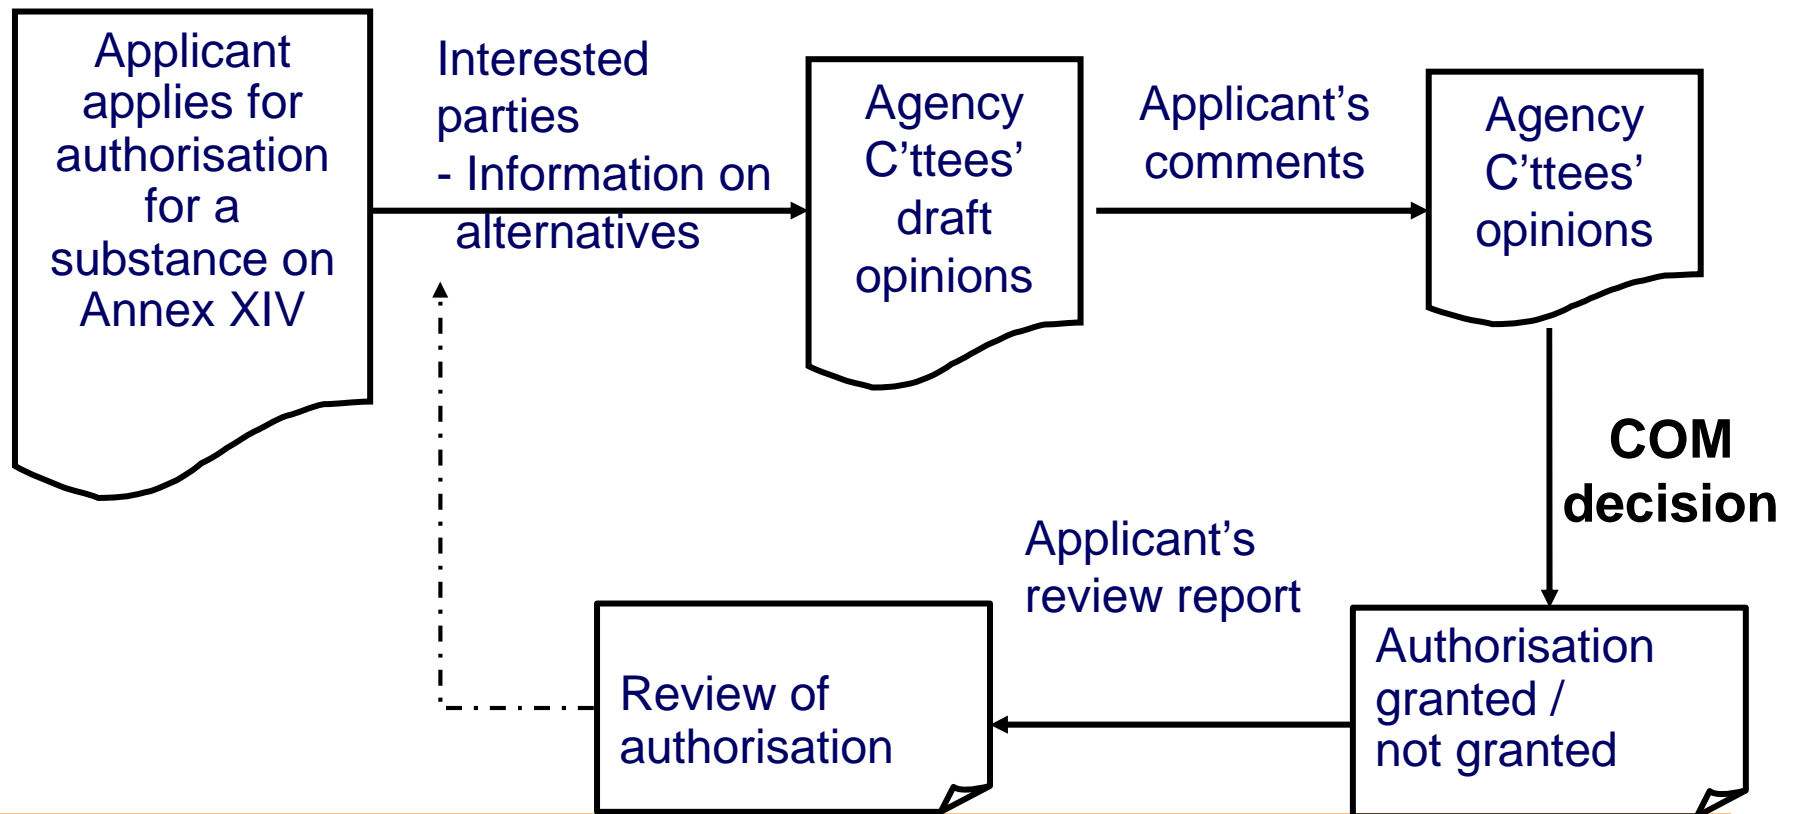 Applicant
applies for
authorisation
for a
substance on
Annex XIV
Interested
parties
- Information on
alternatives
Agency
C'ttees’
draft
opinions
Applicant’s
comments
Agency
C'ttees’
opinions
COM
decision
Authorisation
granted /
not granted
Applicant’s
review report
Review of
authorisation